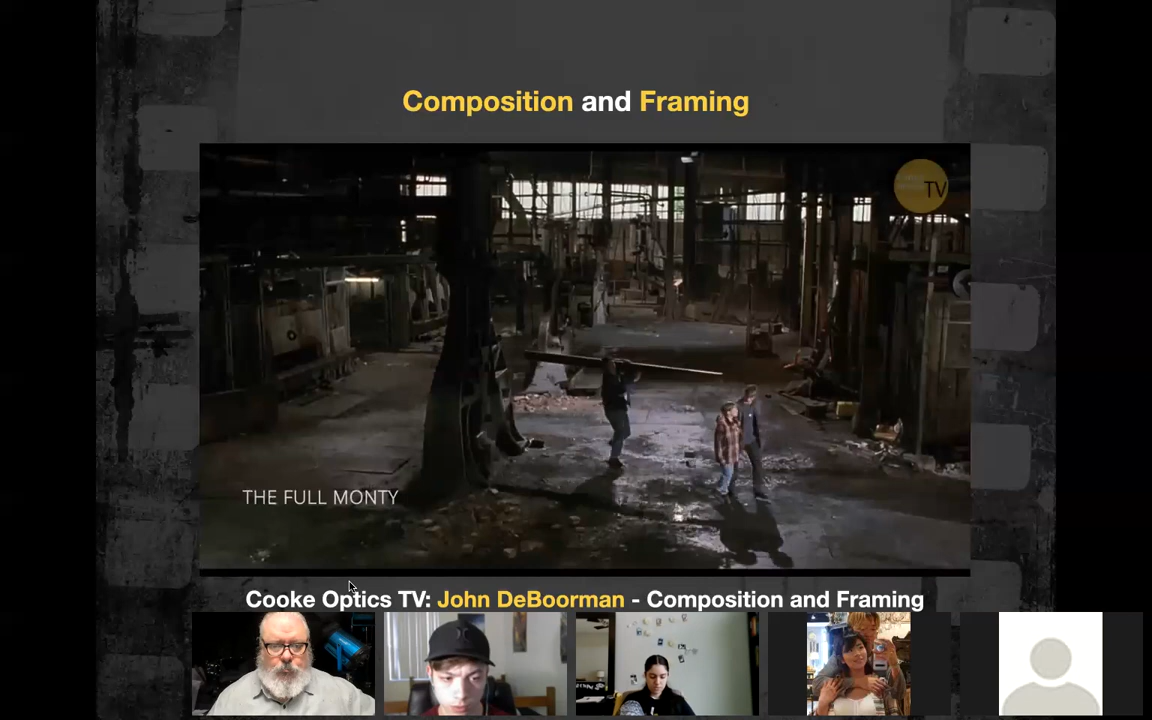 Composition and Framing
TV
THE FULL MONTY
Cooke Optics TV: John DeBoorman - Composition and Framing